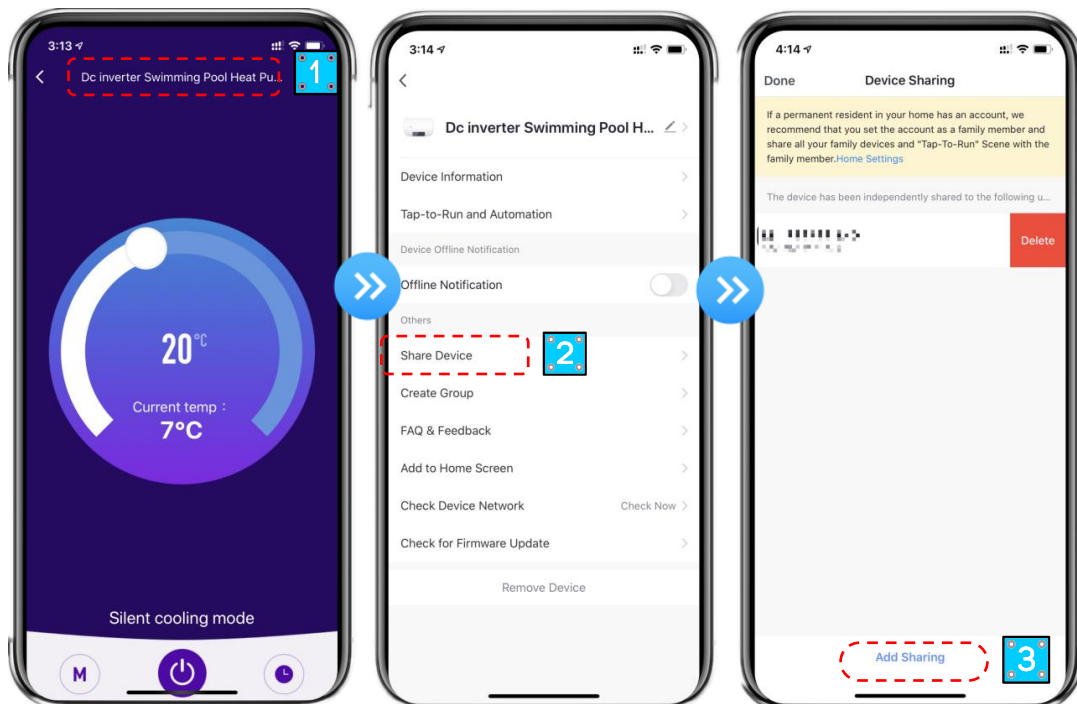 3:13
Dc inverter Swimming Pool Heat Pu...
1
20°C
Current temp :
7°C
Silent cooling mode
M
3:14
Dc inverter Swimming Pool H...
Device Information
Tap-to-Run and Automation
Device Offline Notification
Offline Notification
Others
Share Device
2
Create Group
FAQ & Feedback
Add to Home Screen
Check Device Network
Check Now
Check for Firmware Update
Remove Device
4:14
Done
Device Sharing
If a permanent resident in your home has an account, we
recommend that you set the account as a family member and
share all your family devices and "Tap-To-Run" Scene with the
family member.Home Settings
The device has been independently shared to the following u...
Delete
Add Sharing
3